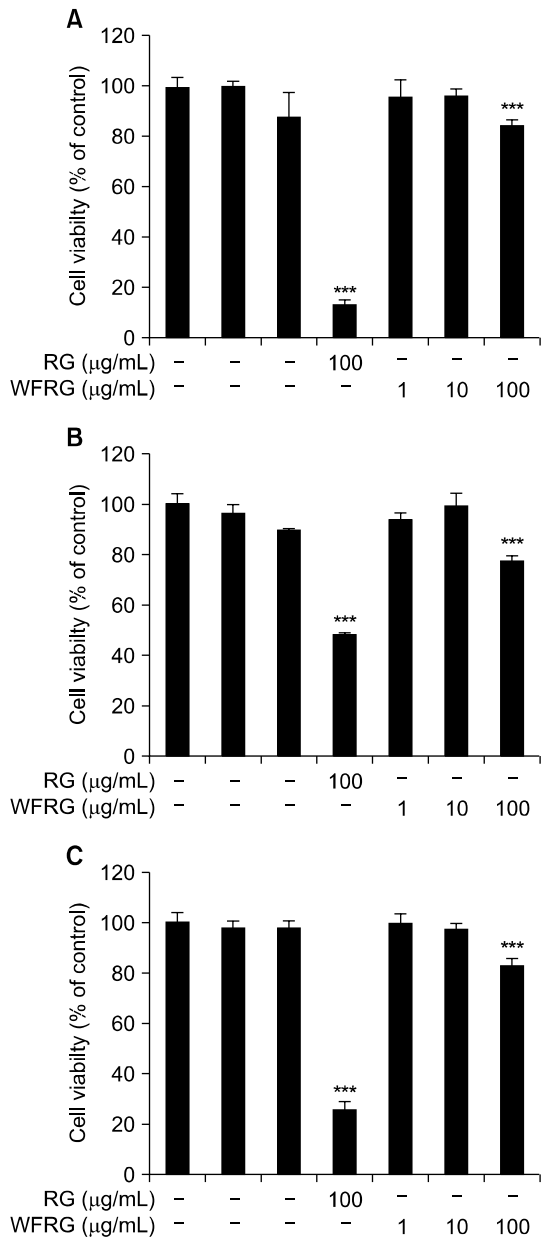 A
120
100
80
60
40
20
0
Cell viabilty (% of control)
***
***
RG (μg/mL) – – – 100 – – –
WFRG (μg/mL) – – – – 1 10 100
B
120
100
80
60
40
20
0
Cell viabilty (% of control)
***
***
RG (μg/mL) – – – 100 – – –
WFRG (μg/mL) – – – – 1 10 100
C
120
100
80
60
40
20
0
Cell viabilty (% of control)
***
***
RG (μg/mL) – – – 100 – – –
WFRG (μg/mL) – – – – 1 10 100